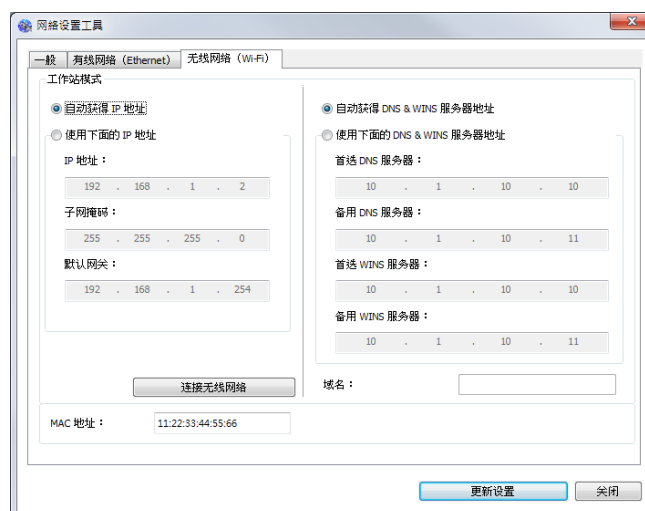 网络设置工具
一般 有线网络（Ethernet） 无线网络（Wi-Fi）
工作站模式
自动获得 IP 地址
使用下面的 IP 地址
IP 地址：
192 . 168 . 1 . 2
子网掩码：
255 . 255 . 255 . 0
默认网关：
192 . 168 . 1 . 254
连接无线网络
自动获得 DNS & WINS 服务器地址
使用下面的 DNS & WINS 服务器地址
首选 DNS 服务器：
10 . 1 . 10 . 10
备用 DNS 服务器：
10 . 1 . 10 . 11
首选 WINS 服务器：
10 . 1 . 10 . 10
备用 WINS 服务器：
10 . 1 . 10 . 11
域名：
MAC 地址： 11:22:33:44:55:66
更新设置 关闭